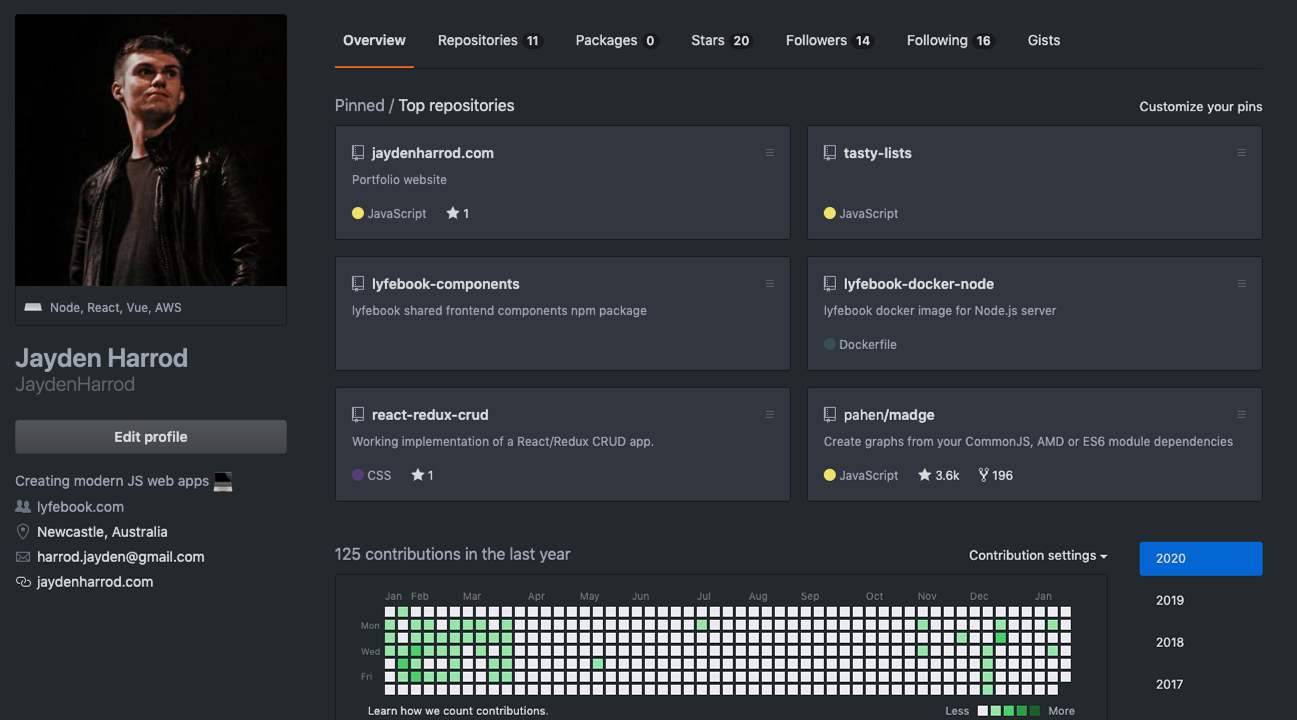 Overview Repositories 11 Packages 0 Stars 20 Followers 14 Following 16 Gists
Node, React, Vue, AWS
Jayden Harrod
JaydenHarrod
Edit profile
Creating modern JS web apps
lyfebook.com
Newcastle, Australia
harrod.jayden@gmail.com
jaydenharrod.com
Pinned / Top repositories
Customize your pins
jaydenharrod.com
Portfolio website
JavaScript 1
tasty-lists
JavaScript
lyfebook-components
lyfebook shared frontend components npm package
lyfebook-docker-node
lyfebook docker image for Node.js server
Dockerfile
react-redux-crud
Working implementation of a React/Redux CRUD app.
CSS 1
pahen/madge
Create graphs from your CommonJS, AMD or ES6 module dependencies
JavaScript 3.6k 196
125 contributions in the last year
Contribution settings
Jan Feb Mar Apr May Jun Jul Aug Sep Oct Nov Dec Jan
Mon
Wed
Fri
Learn how we count contributions.
Less More
2020
2019
2018
2017